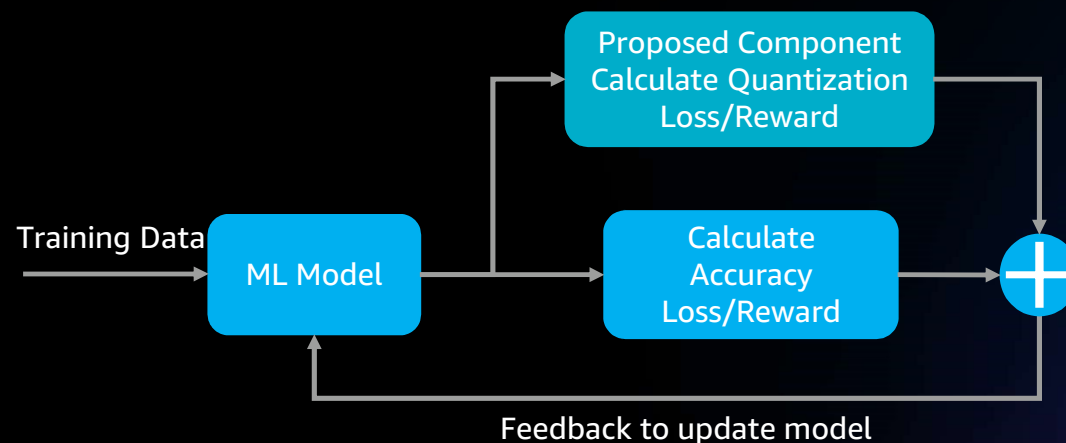 Proposed Component
Calculate Quantization
Loss/Reward
Training Data
ML Model
Calculate
Accuracy
Loss/Reward
Feedback to update model